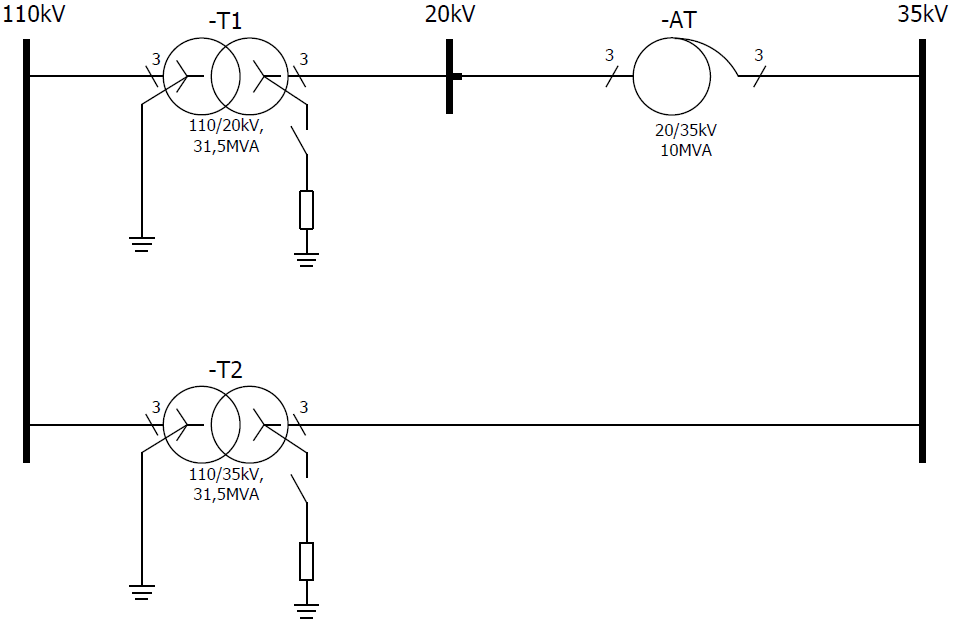 110kV
-T1
20kV
-AT
35kV
3
3
3
3
110/20kV,
31,5MVA
20/35kV
10MVA
-T2
3
3
110/35kV,
31,5MVA